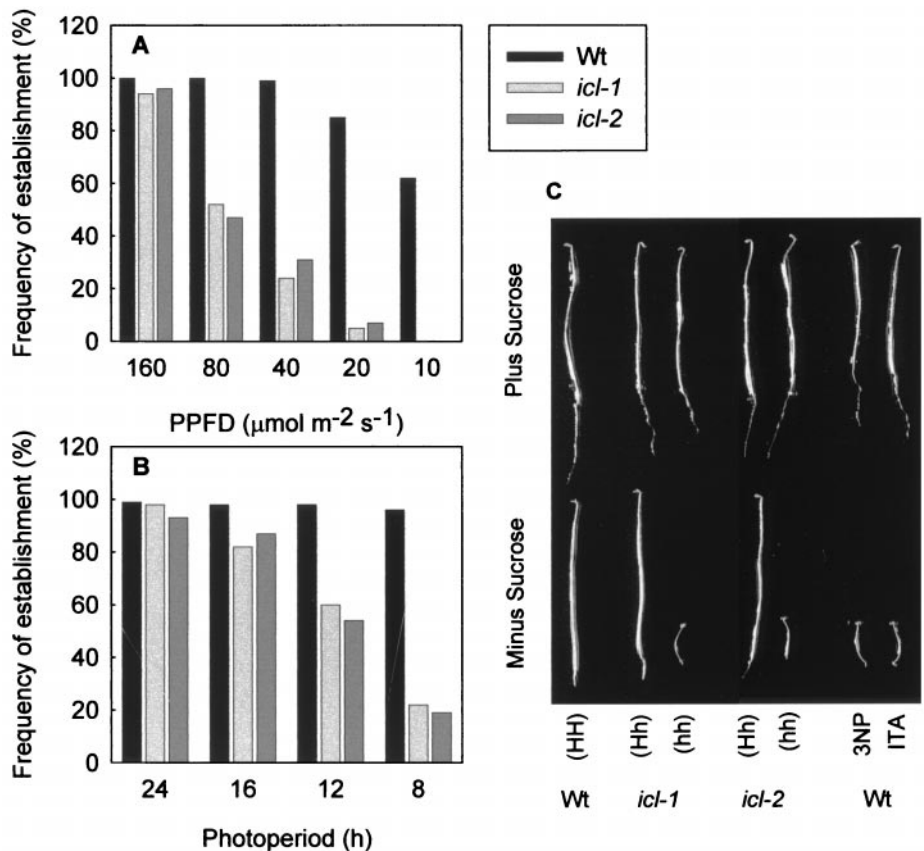 A
Frequency of establishment (%)
120
100
80
60
40
20
0
160 80 40 20 10
PPFD (μmol m-2 s-1)
Wt
icl-1
icl-2
B
Frequency of establishment (%)
120
100
80
60
40
20
0
24 16 12 8
Photoperiod (h)
C
Plus Sucrose
Minus Sucrose
(HH) (Hh) (hh) (Hh) (hh) 3NP ITA
Wt icl-1 icl-2 Wt